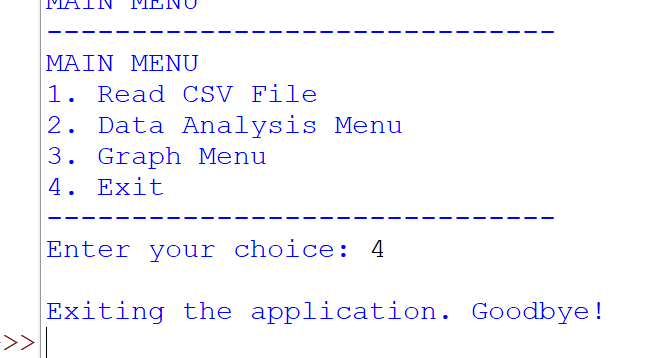 MAIN MENU
------------------------------
MAIN MENU
1. Read CSV File
2. Data Analysis Menu
3. Graph Menu
4. Exit
------------------------------
Enter your choice: 4
Exiting the application. Goodbye!
>>